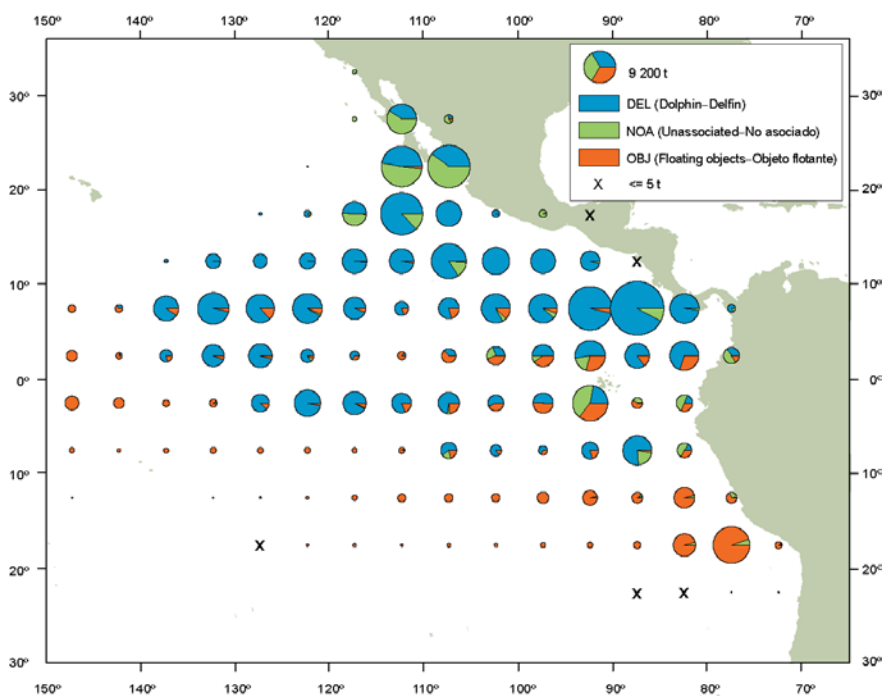 150º 140º 130º 120º 110º 100º 90º 80º
9 200 t
DEL (Dolphin–Delfín)
NOA (Unassociated–No asociado)
OBJ (Floating objects–Objeto flotante)
X <= 5 t
30º 30º
20º 20º
X
X
10º 10º
0º 0º
10º 10º
X
20º 20º
X X
30º 30º
150º 140º 130º 120º 110º 100º 90º 80º 70º